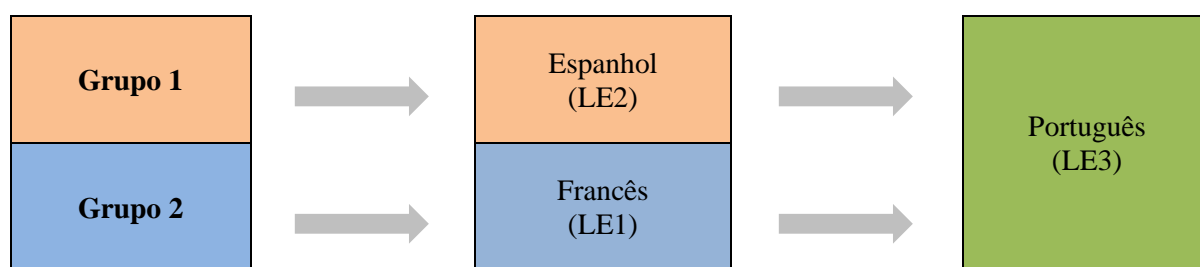 Grupo 1
Espanhol
(LE2)
Grupo 2
Francês
(LE1)
Português
(LE3)